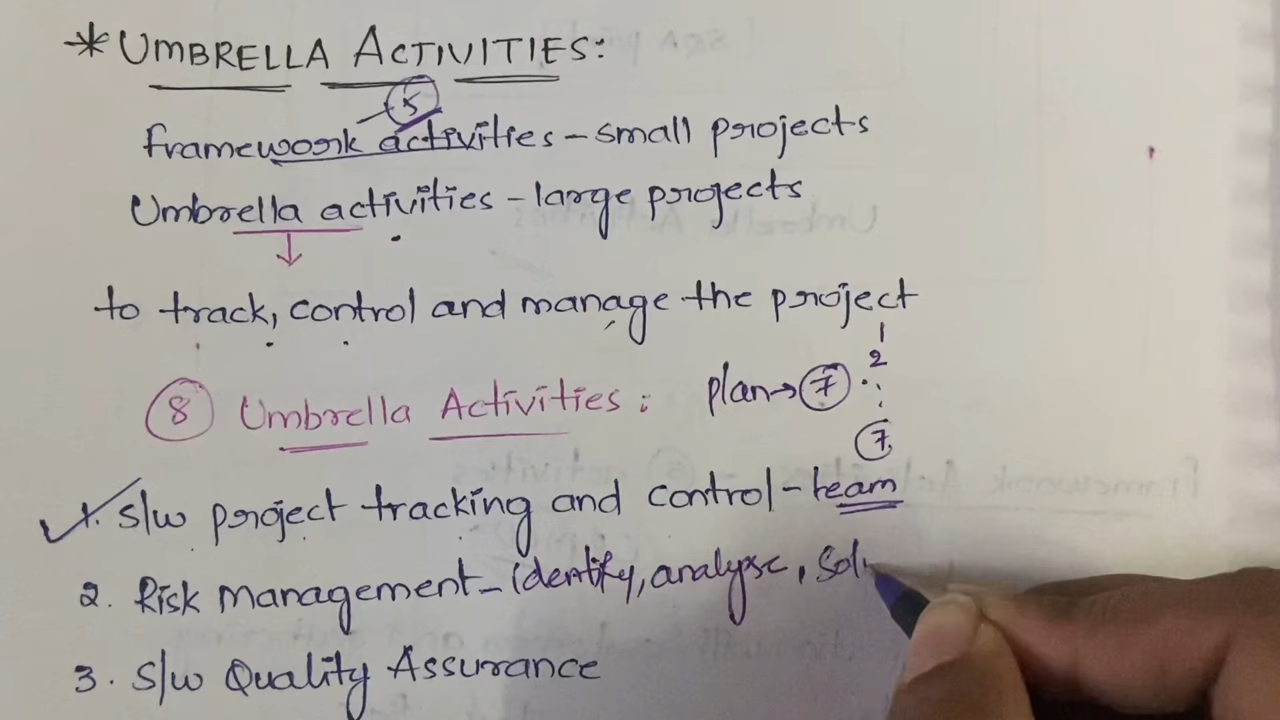 * UMBRELLA ACTIVITIES:
5
framework activities - small projects
Umbrella activities - large projects
↓
to track, control and manage the project
1
2
8 Umbrella Activities: plan → 7
7
1. S/w project tracking and control - team
2. Risk management - identify, analyse,
3. S/w Quality Assurance